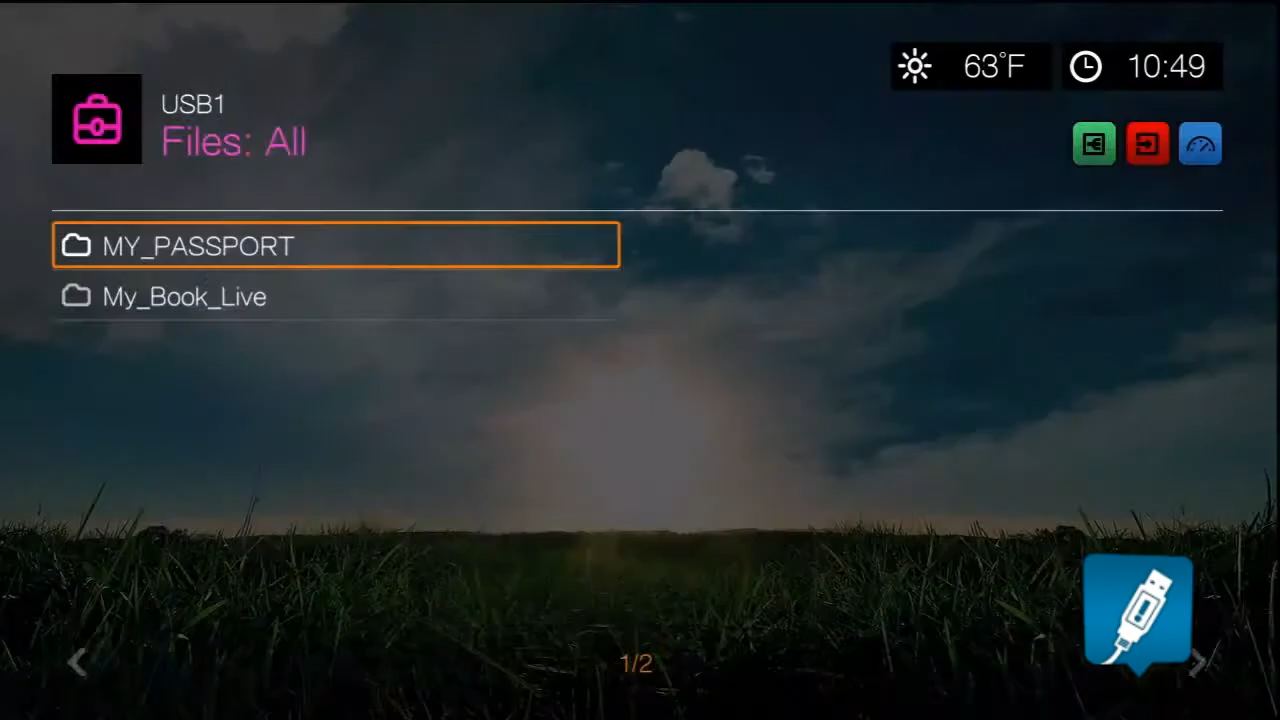 63°F
10:49
USB1
Files: All
MY_PASSPORT
My_Book_Live
1/2